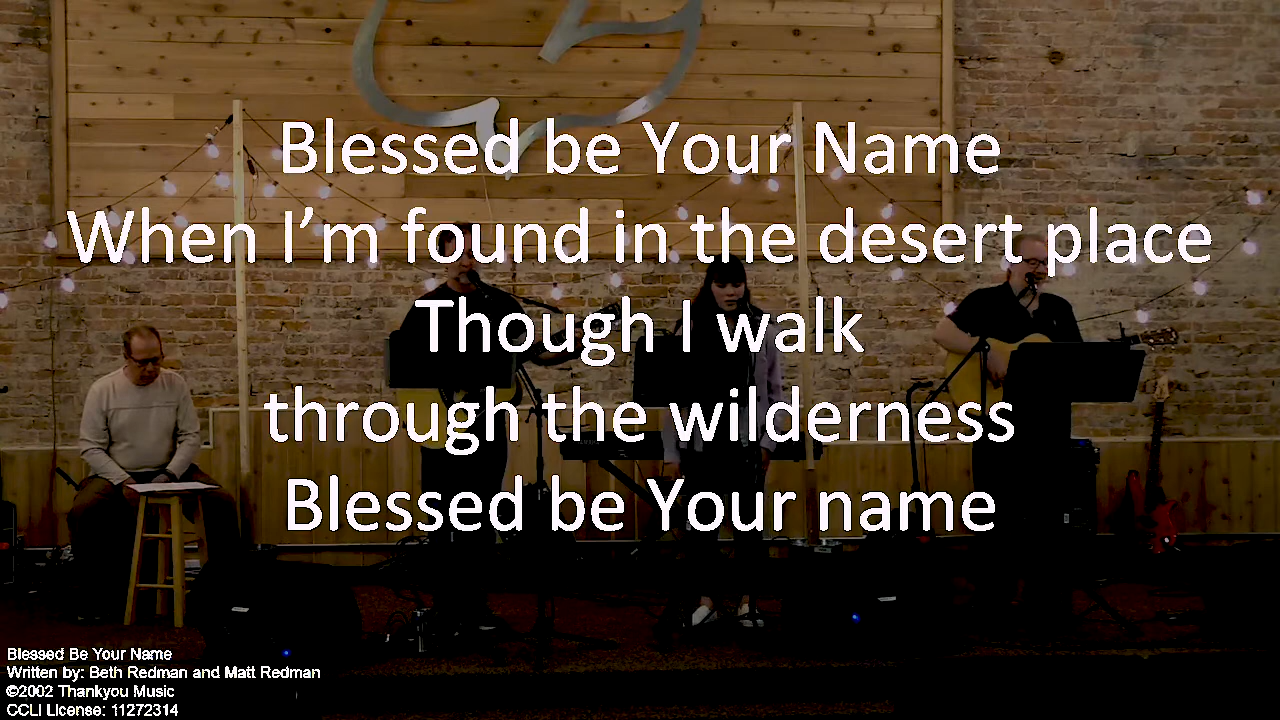 Blessed be Your Name
When I’m found in the desert place
Though I walk
through the wilderness
Blessed be Your name
Blessed Be Your Name
Written by: Beth Redman and Matt Redman
©2002 Thankyou Music
CCLI License: 11272314